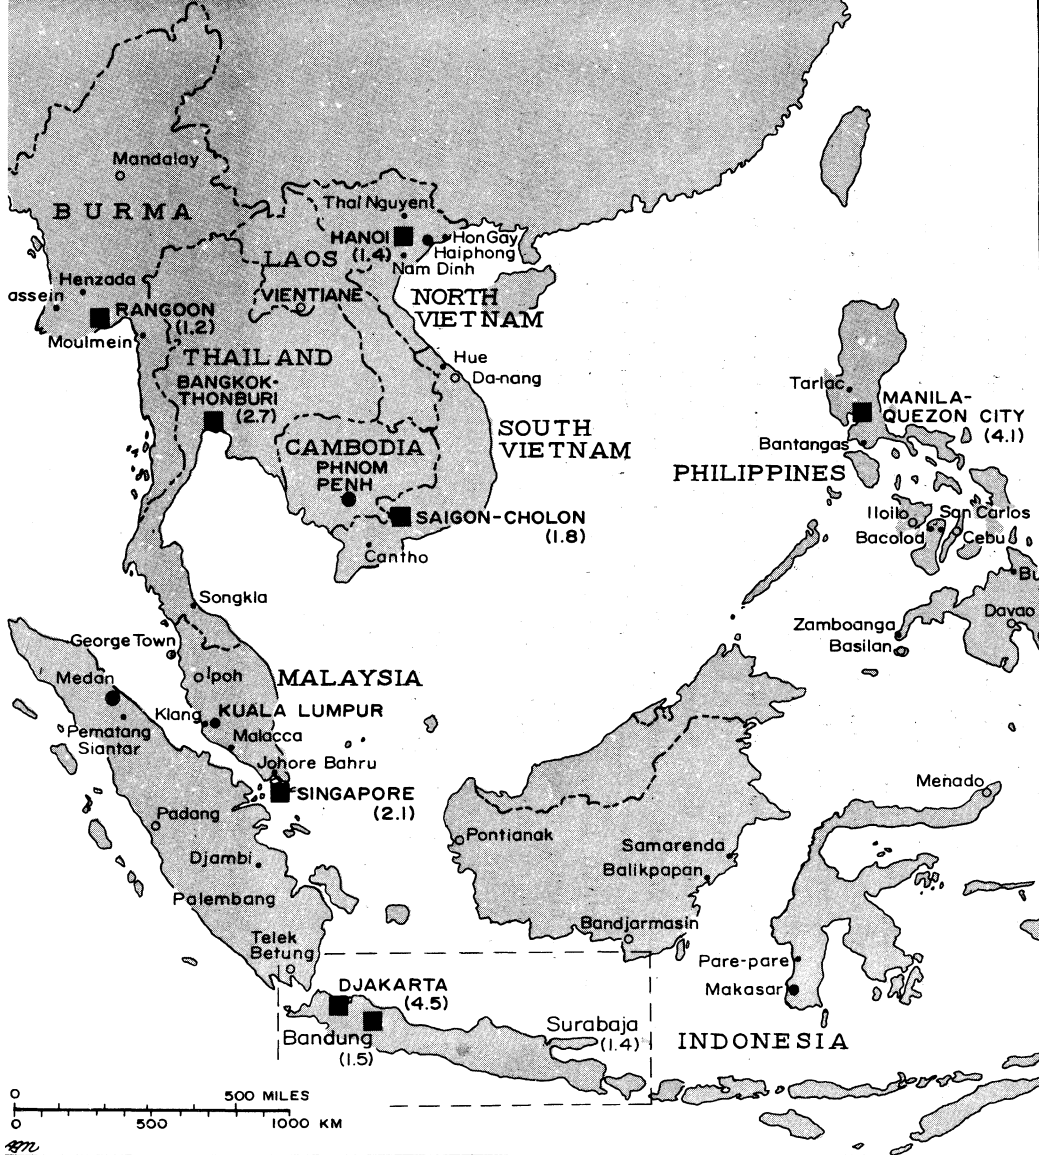 Mandalay
BURMA
Thai Nguyen
HANOI
(1.4)
HonGay
Haiphong
Nam Dinh
LAOS
NORTH
VIETNAM
Henzada
assein
RANGOON
(1.2)
Moulmein
VIENTIANE
THAILAND
BANGKOK-
THONBURI
(2.7)
Hue
Da-nang
CAMBODIA
PHNOM
PENH
SOUTH
VIETNAM
SAIGON-CHOLON
(1.8)
Cantho
Tarlac
MANILA-
QUEZON CITY
(4.1)
Bantangas
PHILIPPINES
Iloilo
San Carlos
Bacolod
Cebu
Bu
Davao
Zamboanga
Basilan
Songkla
George Town
Ipoh
MALAYSIA
Medan
Klang
KUALA LUMPUR
Pematang
Siantar
Malacca
Johore Bahru
SINGAPORE
(2.1)
Padang
Djambi
Palembang
Telek
Betung
Pontianak
Samarenda
Balikpapan
Bandjarmasin
Menado
Pare-pare
Makasar
DJAKARTA
(4.5)
Bandung
(1.5)
Surabaja
(1.4)
INDONESIA
0 500 MILES
0 500 1000 KM